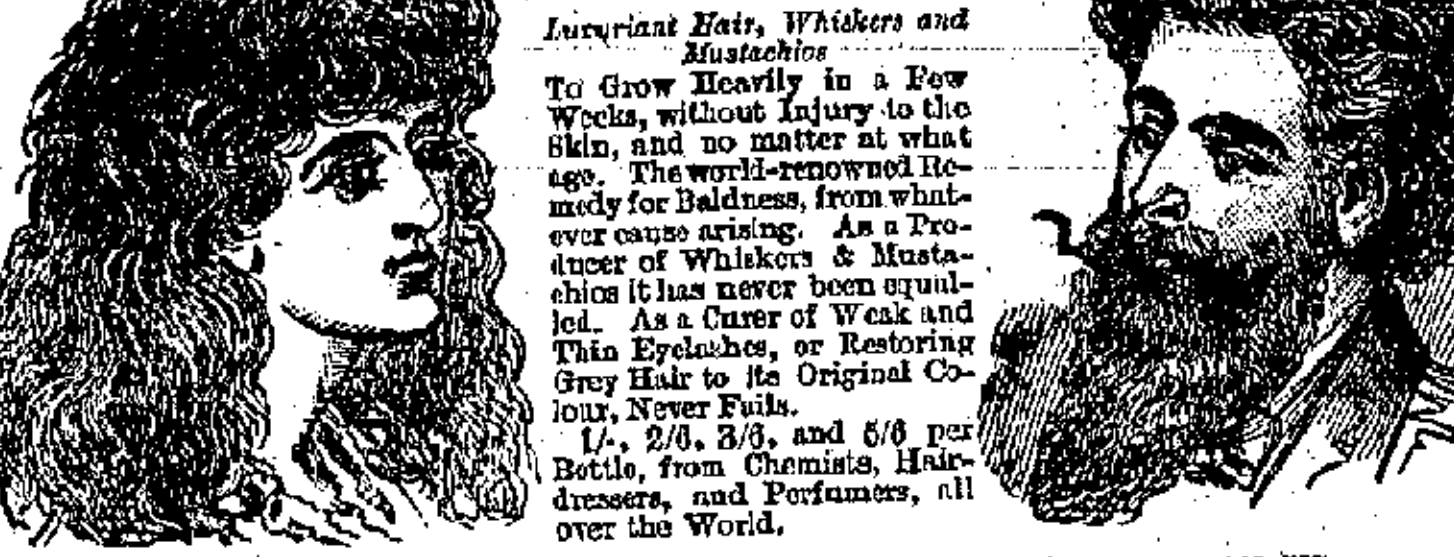 Luxuriant Hair, Whiskers and
Mustachios
To Grow Heavily in a Few
Weeks, without Injury to the
Skin, and no matter at what
age. The world-renowned Re-
medy for Baldness, from what-
ever cause arising. As a Pro-
ducer of Whiskers & Musta-
chios it has never been equal-
led. As a Curer of Weak and
Thin Eyelashes, or Restoring
Grey Hair to its Original Co-
lour, Never Fails.
1/-, 2/6, 3/6, and 5/6 per
Bottle, from Chemists, Hair-
dressers, and Perfumers, all
over the World.